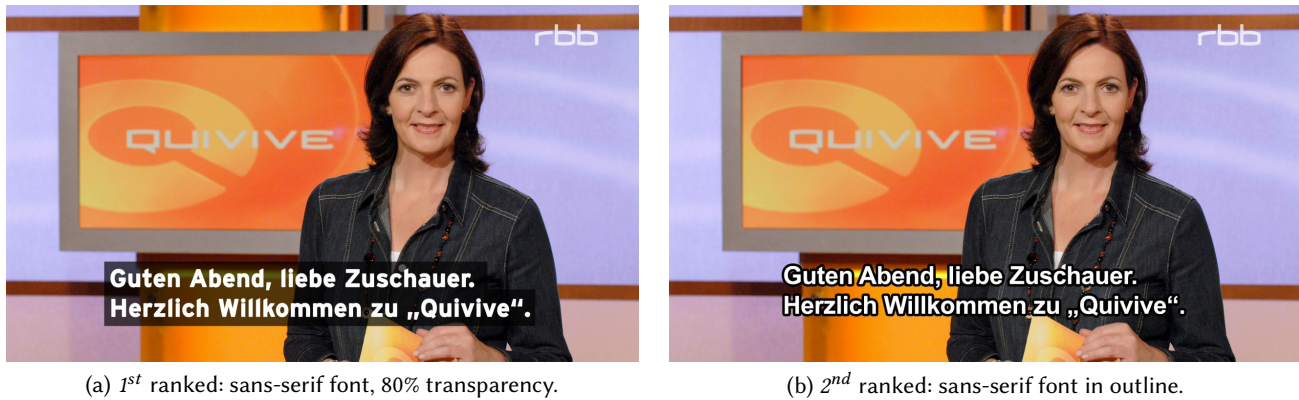 rbb
QUIVIVE
Guten Abend, liebe Zuschauer.
Herzlich Willkommen zu „Quivive“.
(a) 1st ranked: sans-serif font, 80% transparency.
rbb
QUIVIVE
Guten Abend, liebe Zuschauer.
Herzlich Willkommen zu „Quivive“.
(b) 2nd ranked: sans-serif font in outline.